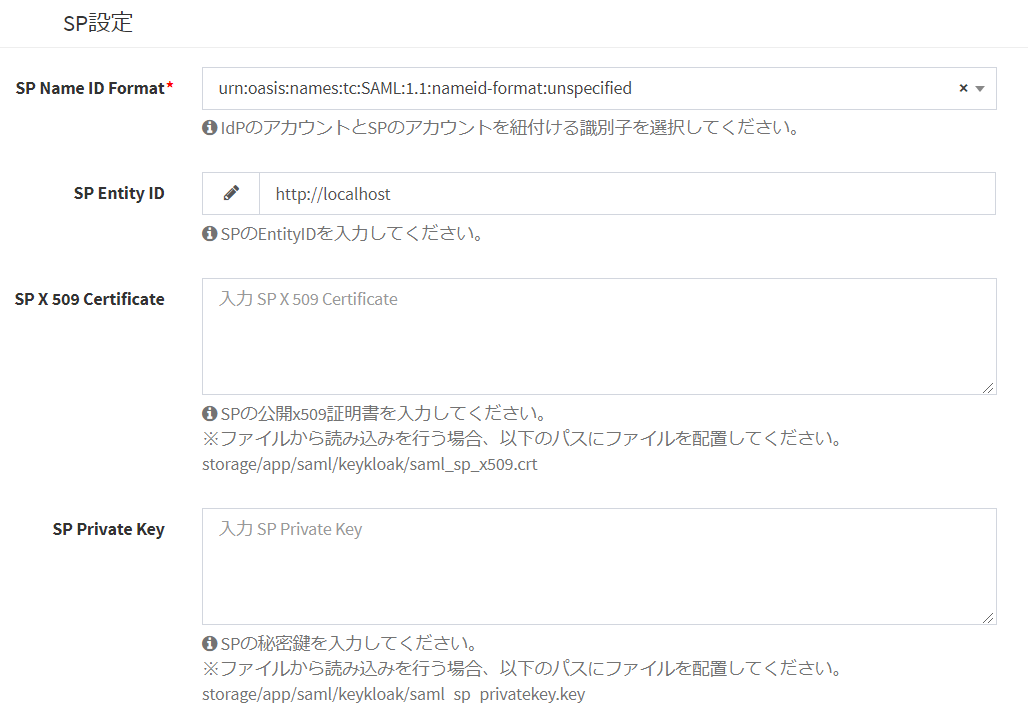 SP設定
SP Name ID Format*
urn:oasis:names:tc:SAML:1.1:nameid-format:unspecified
IdPのアカウントとSPのアカウントを紐付ける識別子を選択してください。
SP Entity ID
http://localhost
SPのEntityIDを入力してください。
SP X 509 Certificate
入力 SP X 509 Certificate
SPの公開x509証明書を入力してください。
※ファイルから読み込みを行う場合、以下のパスにファイルを配置してください。
storage/app/saml/keykloak/saml_sp_x509.crt
SP Private Key
入力 SP Private Key
SPの秘密鍵を入力してください。
※ファイルから読み込みを行う場合、以下のパスにファイルを配置してください。
storage/app/saml/keykloak/saml_sp_privatekey.key